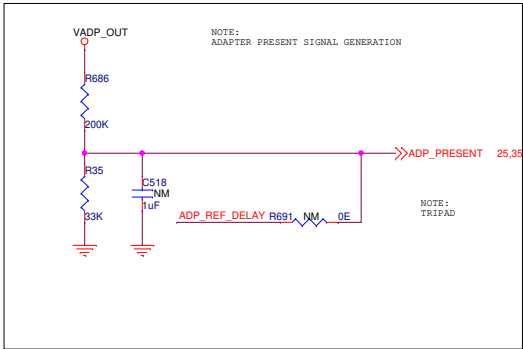 VADP_OUT
NOTE:
ADAPTER PRESENT SIGNAL GENERATION
R686
200K
ADP_PRESENT 25,35
R35
33K
C518
NM
1uF
ADP_REF_DELAY R691 NM 0E
NOTE:
TRIPAD